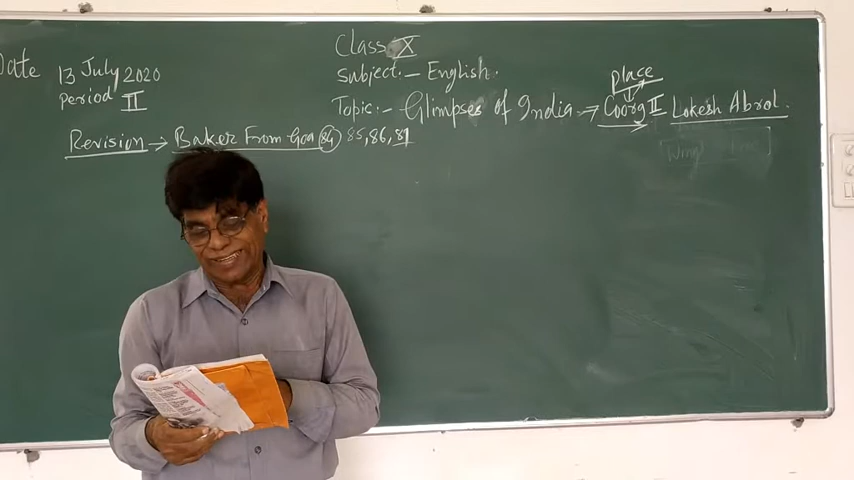 Date 13 July 2020
Period II
Class X
Subject:- English.
Topic:- Glimpses of India → Coorg II - Lokesh Abrol.
place
Revision → Baker From Goa 84 85, 86, 87